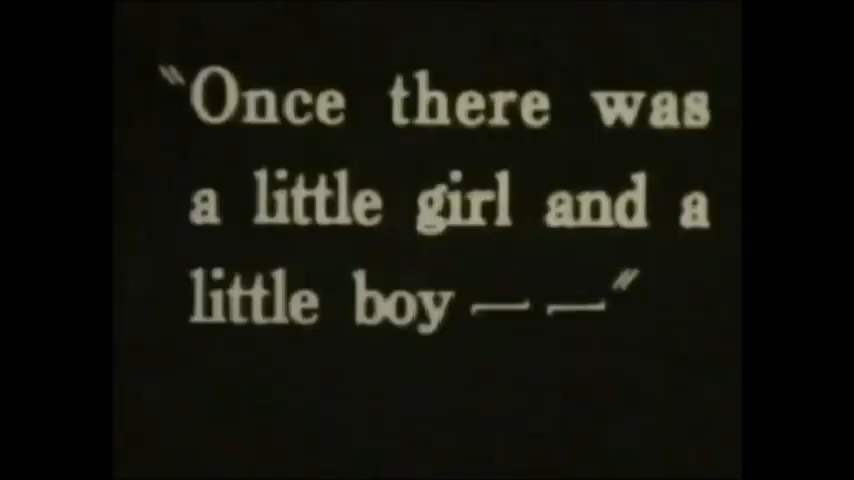 "Once there was
a little girl and a
little boy — —"